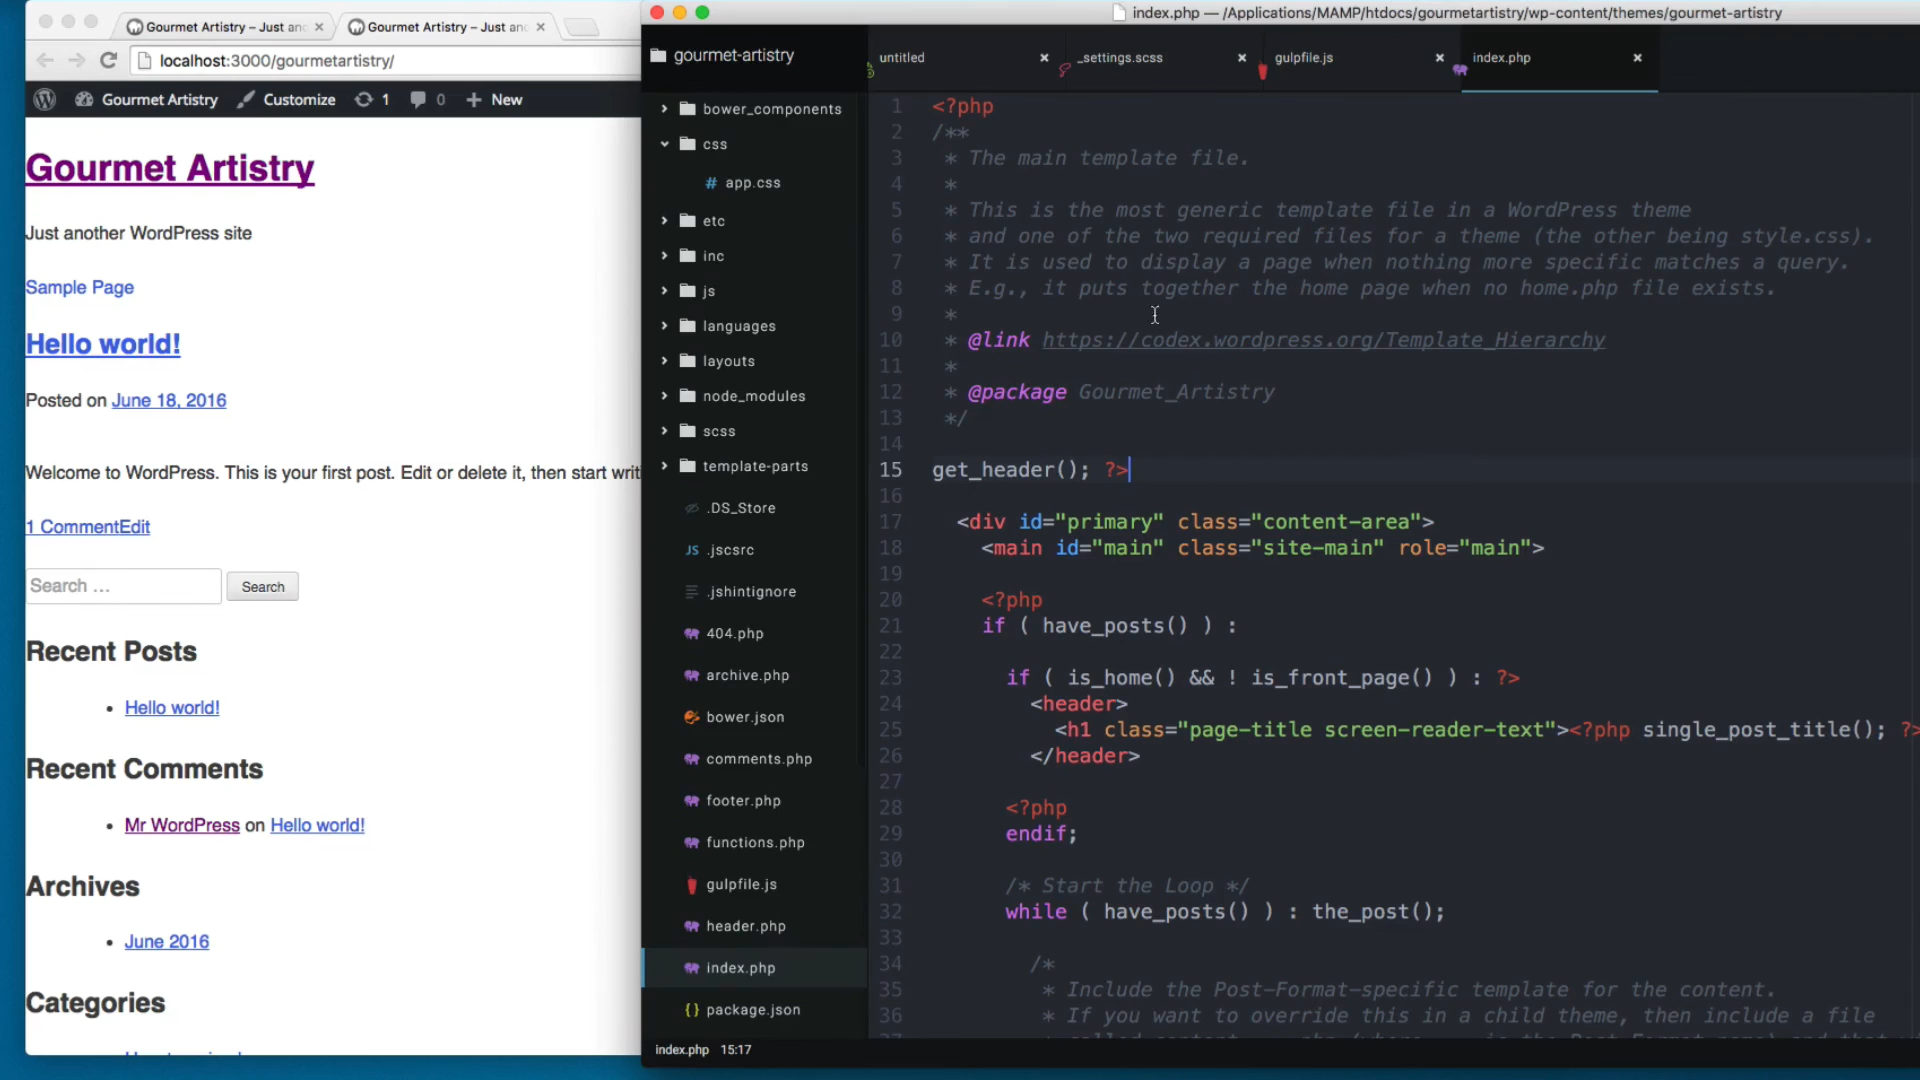 Gourmet Artistry – Just an
Gourmet Artistry – Just an
localhost:3000/gourmetartistry/
Gourmet Artistry Customize 1 0 New
Gourmet Artistry
Just another WordPress site
Sample Page
Hello world!
Posted on June 18, 2016
Welcome to WordPress. This is your first post. Edit or delete it, then start writi
1 CommentEdit
Search ...
Search
Recent Posts
Hello world!
Recent Comments
Mr WordPress on Hello world!
Archives
June 2016
Categories
index.php — /Applications/MAMP/htdocs/gourmetartistry/wp-content/themes/gourmet-artistry
gourmet-artistry
bower_components
css
app.css
etc
inc
js
languages
layouts
node_modules
scss
template-parts
.DS_Store
.jscsrc
.jshintignore
404.php
archive.php
bower.json
comments.php
footer.php
functions.php
gulpfile.js
header.php
index.php
package.json
untitled
_settings.scss
gulpfile.js
index.php
1 <?php
2 /**
3 * The main template file.
4 *
5 * This is the most generic template file in a WordPress theme
6 * and one of the two required files for a theme (the other being style.css).
7 * It is used to display a page when nothing more specific matches a query.
8 * E.g., it puts together the home page when no home.php file exists.
9 *
10 * @link https://codex.wordpress.org/Template_Hierarchy
11 *
12 * @package Gourmet_Artistry
13 */
14
15 get_header(); ?>
16
17 <div id="primary" class="content-area">
18 <main id="main" class="site-main" role="main">
19
20 <?php
21 if ( have_posts() ) :
22
23 if ( is_home() && ! is_front_page() ) : ?>
24 <header>
25 <h1 class="page-title screen-reader-text"><?php single_post_title(); ?>
26 </header>
27
28 <?php
29 endif;
30
31 /* Start the Loop */
32 while ( have_posts() ) : the_post();
33
34 /*
35 * Include the Post-Format-specific template for the content.
36 * If you want to override this in a child theme, then include a file
index.php 15:17